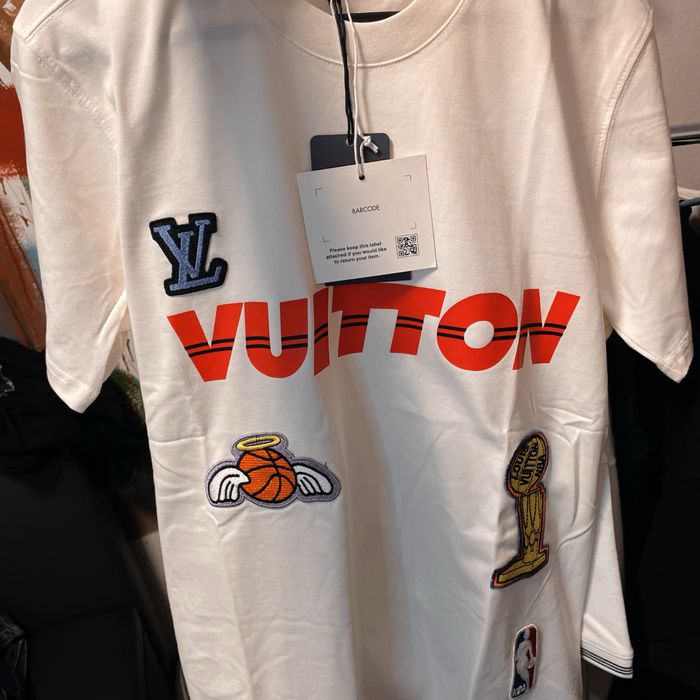 BARCODE
Please keep this label
attached if you would like
to return your item.
LV
VUITTON
LOUIS
VUITTON
NBA